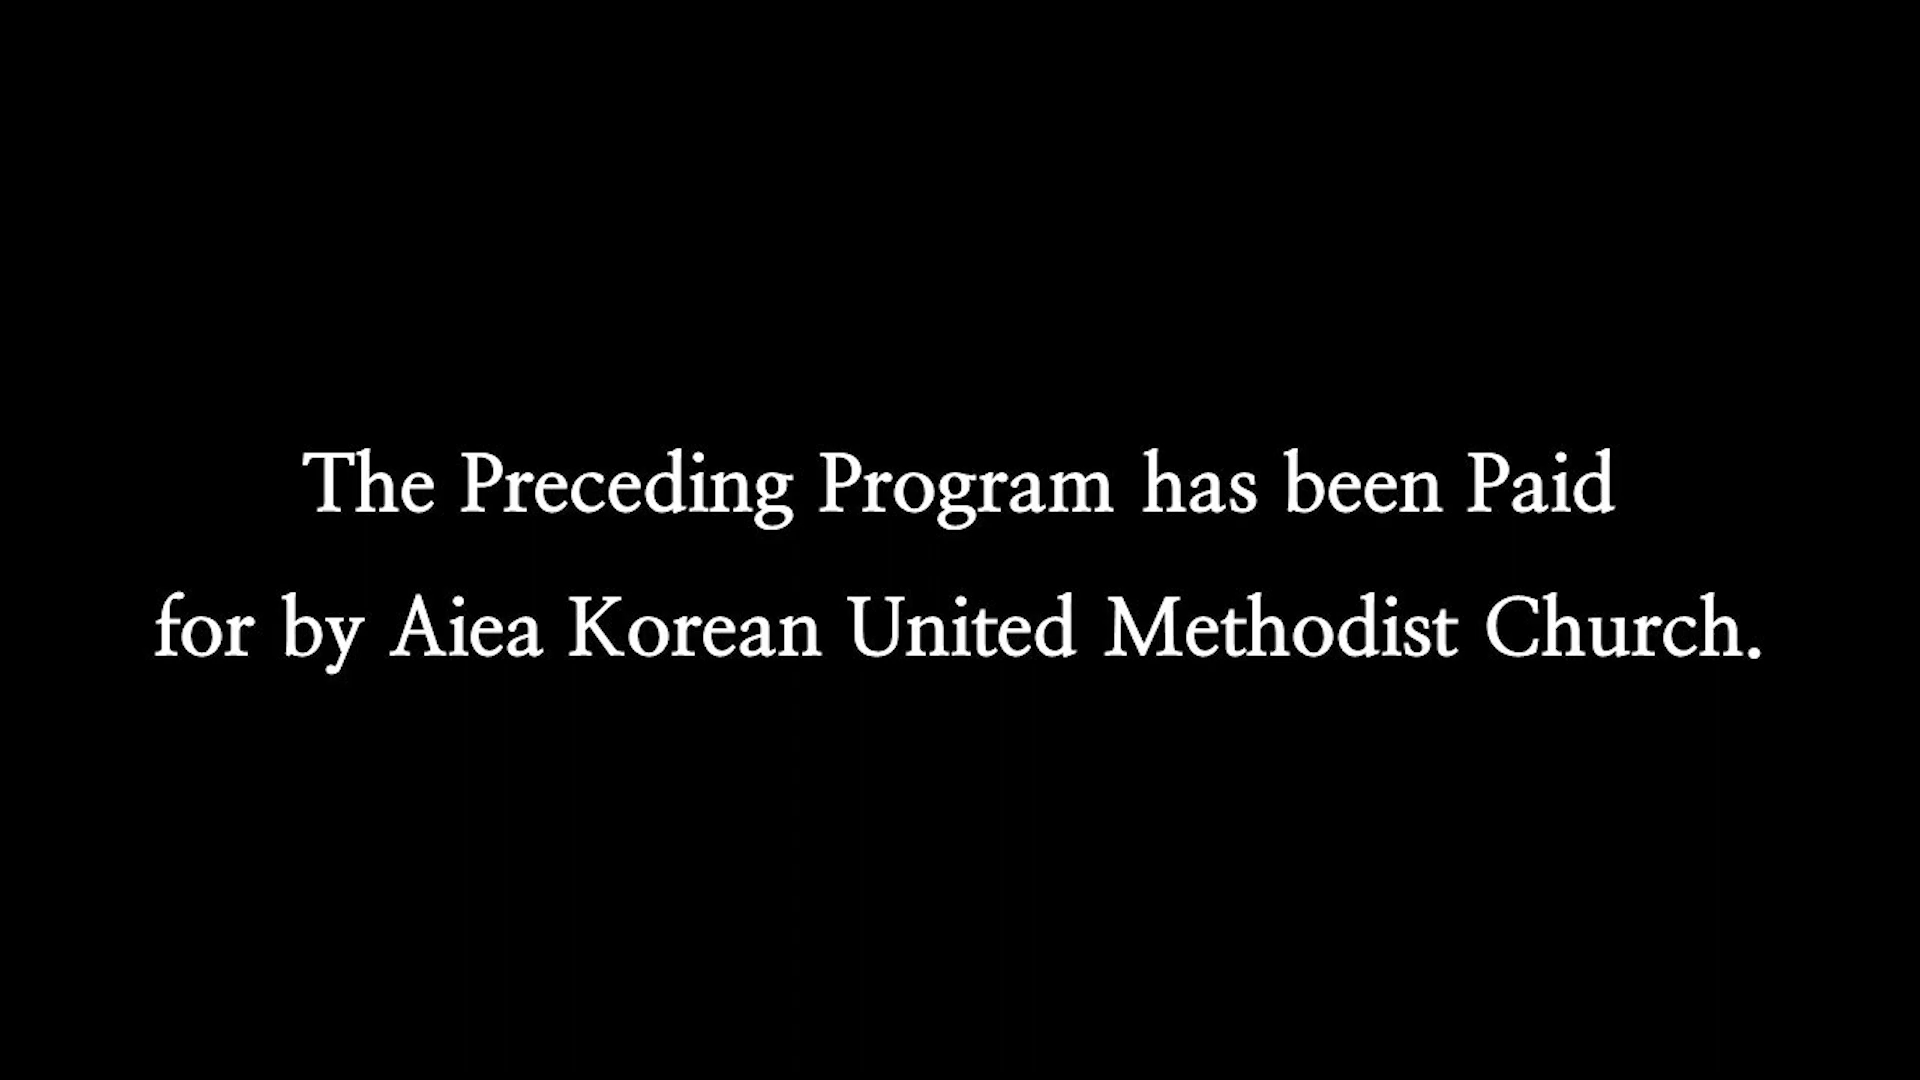 The Preceding Program has been Paid
for by Aiea Korean United Methodist Church.